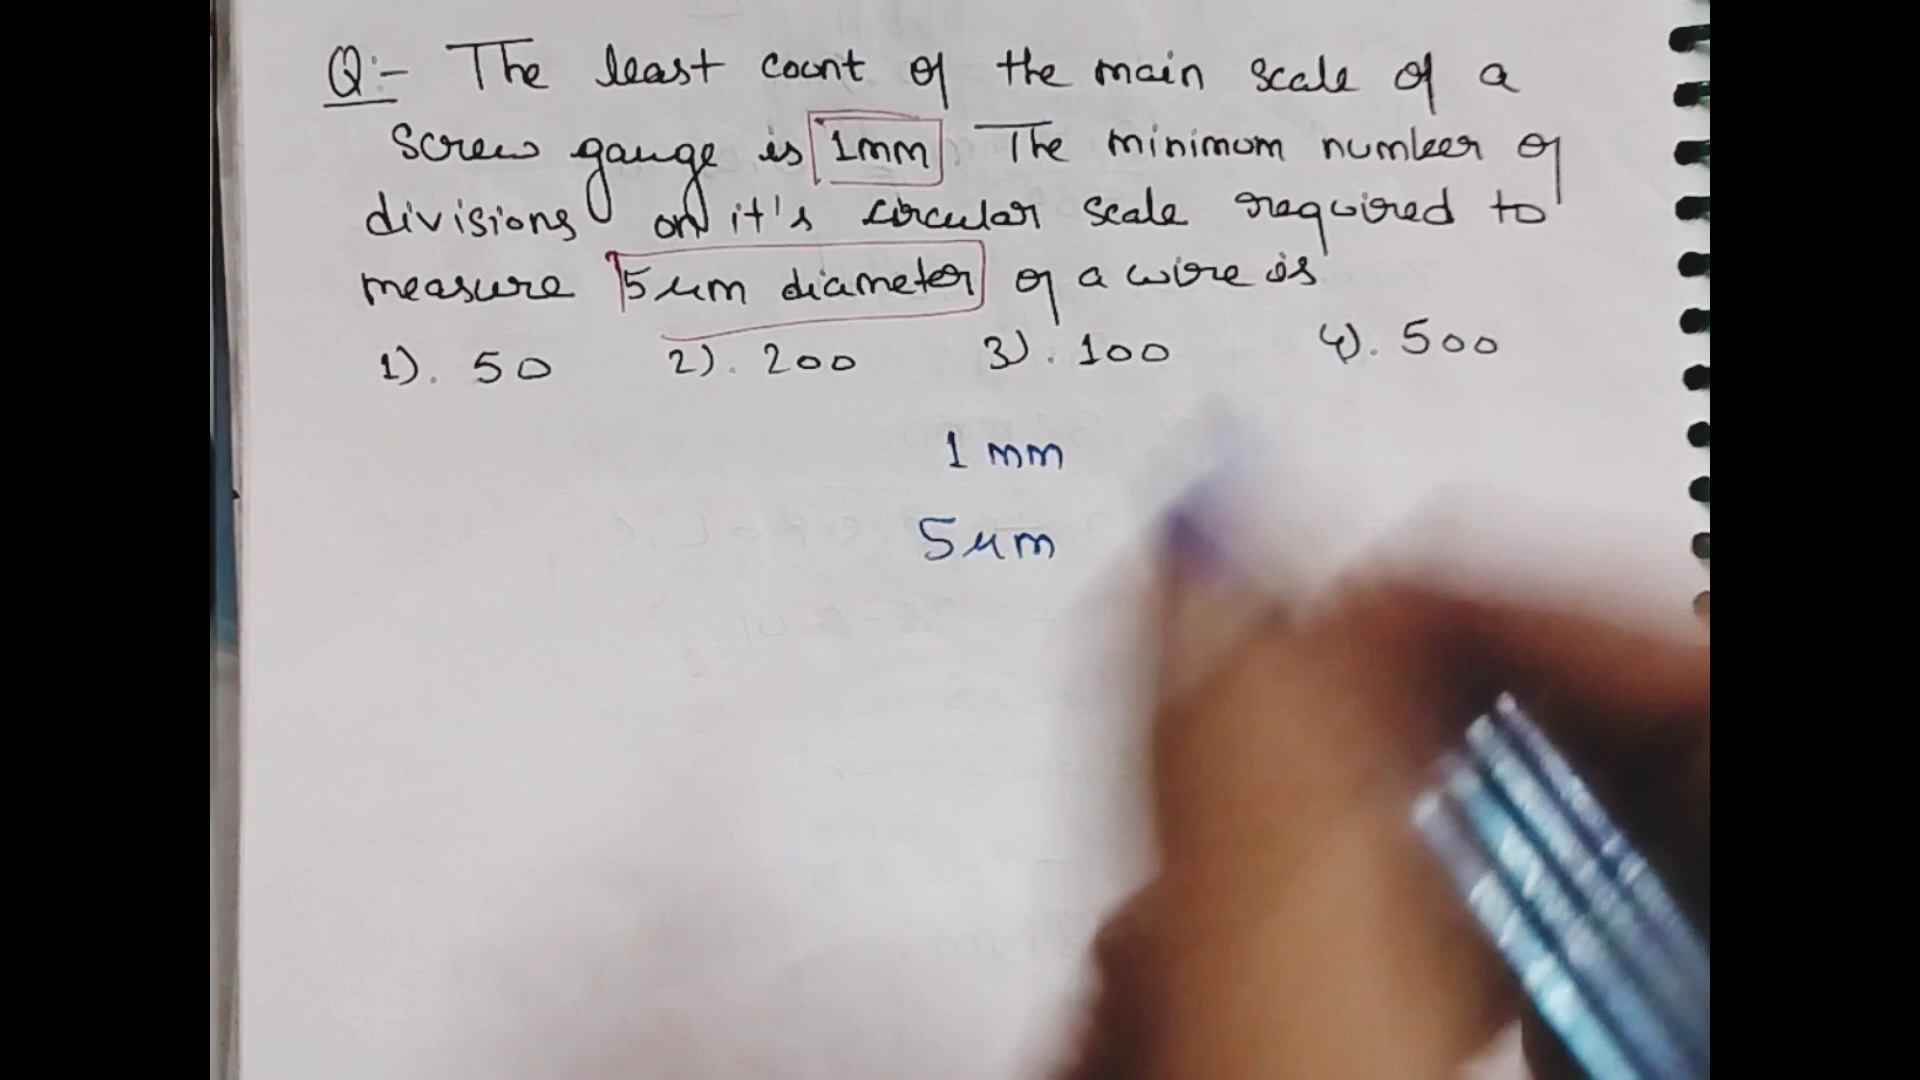 Q:- The least count of the main scale of a
screw gauge is 1mm. The minimum number of
divisions on it's circular scale required to
measure 5μm diameter of a wire is
1). 50 2). 200 3). 100 4). 500
1 mm
5μm